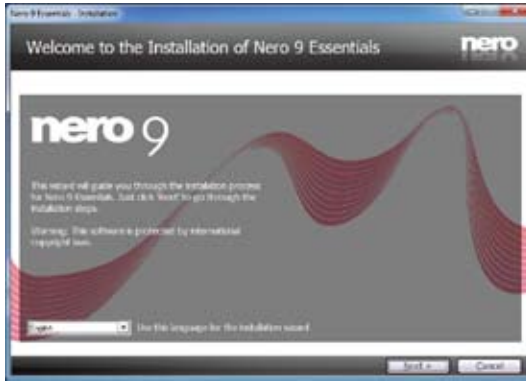 Nero 9 Essentials - Installation
Welcome to the Installation of Nero 9 Essentials
nero
nero 9
This wizard will guide you through the installation process
for Nero 9 Essentials. Just click 'Next' to go through the
installation steps.
Warning: This software is protected by international
copyright laws.
English
Use this language for the installation wizard
Next >
Cancel